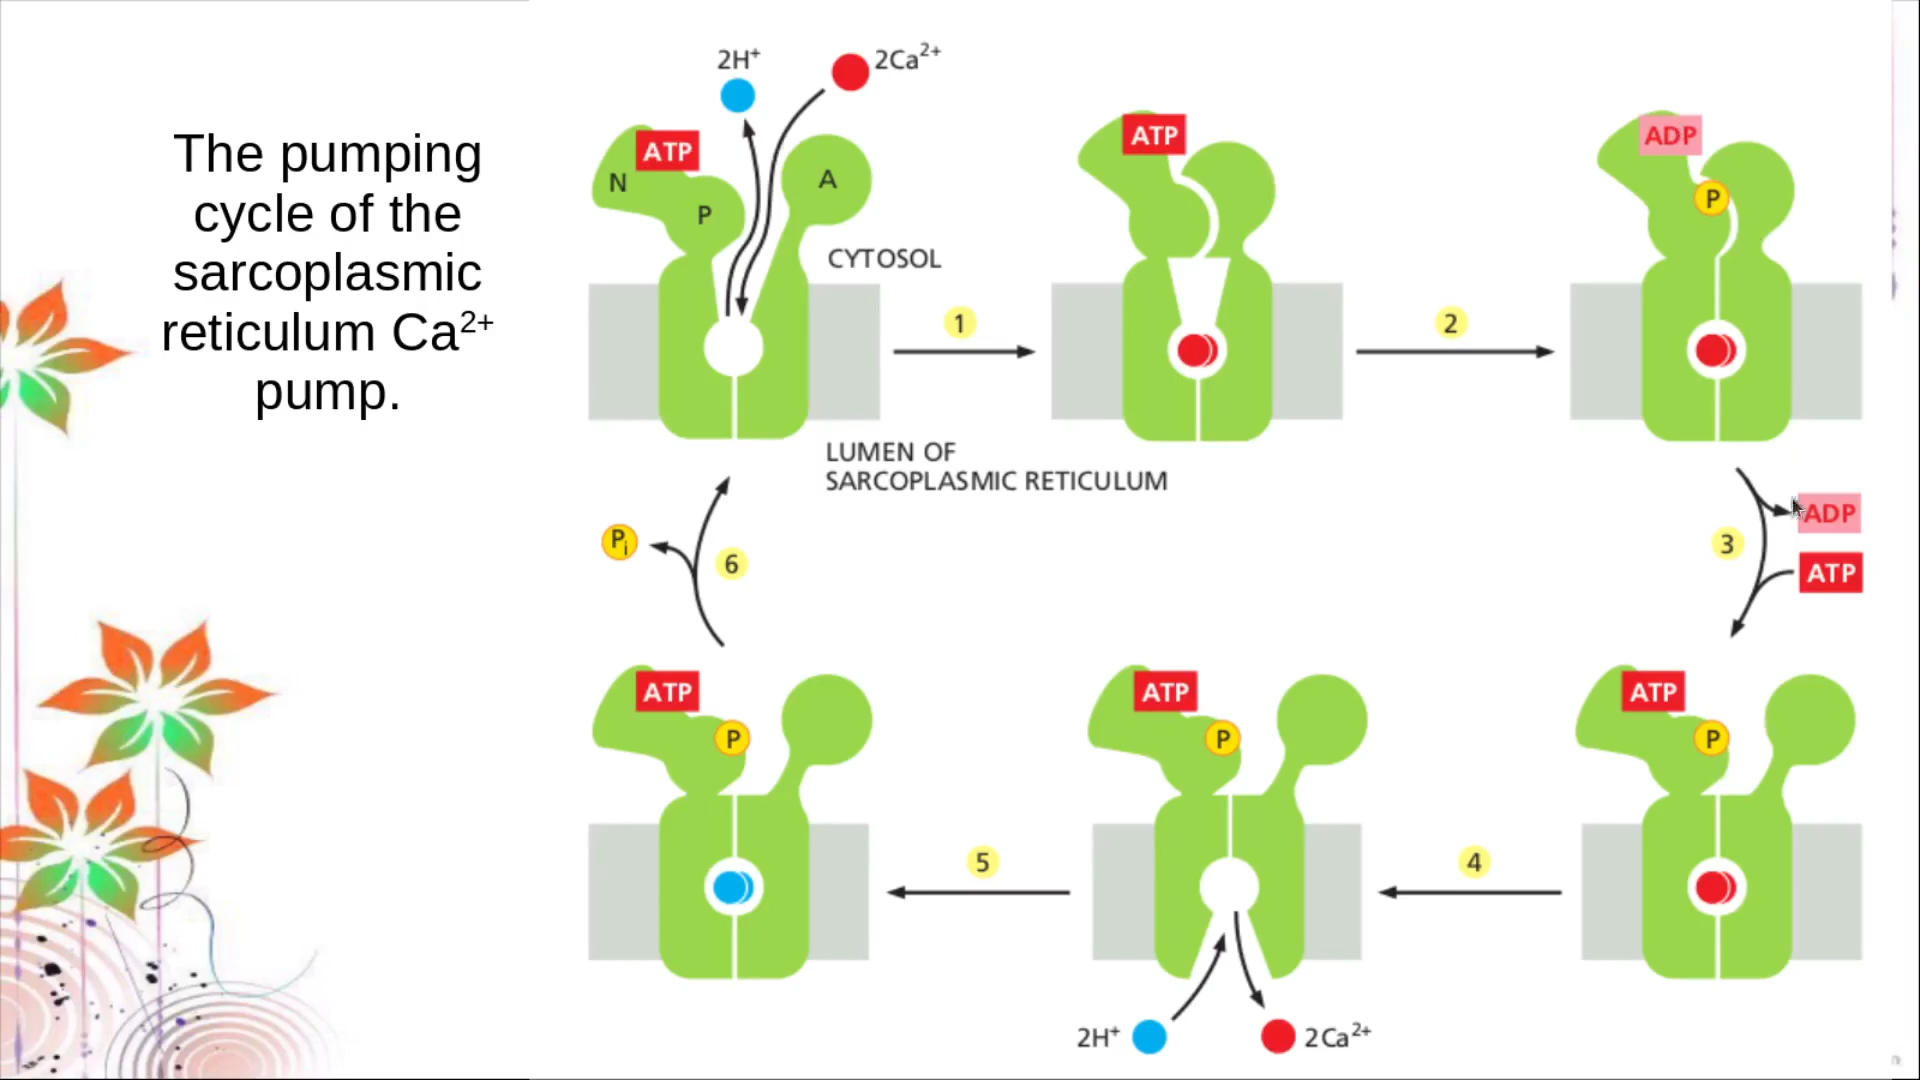 The pumping
cycle of the
sarcoplasmic
reticulum Ca²⁺
pump.
2H⁺
2Ca²⁺
ATP
N
P
A
CYTOSOL
1
ATP
2
ADP
P
LUMEN OF
SARCOPLASMIC RETICULUM
3
ADP
ATP
Pᵢ
6
ATP
P
5
ATP
P
4
ATP
P
2H⁺
2Ca²⁺